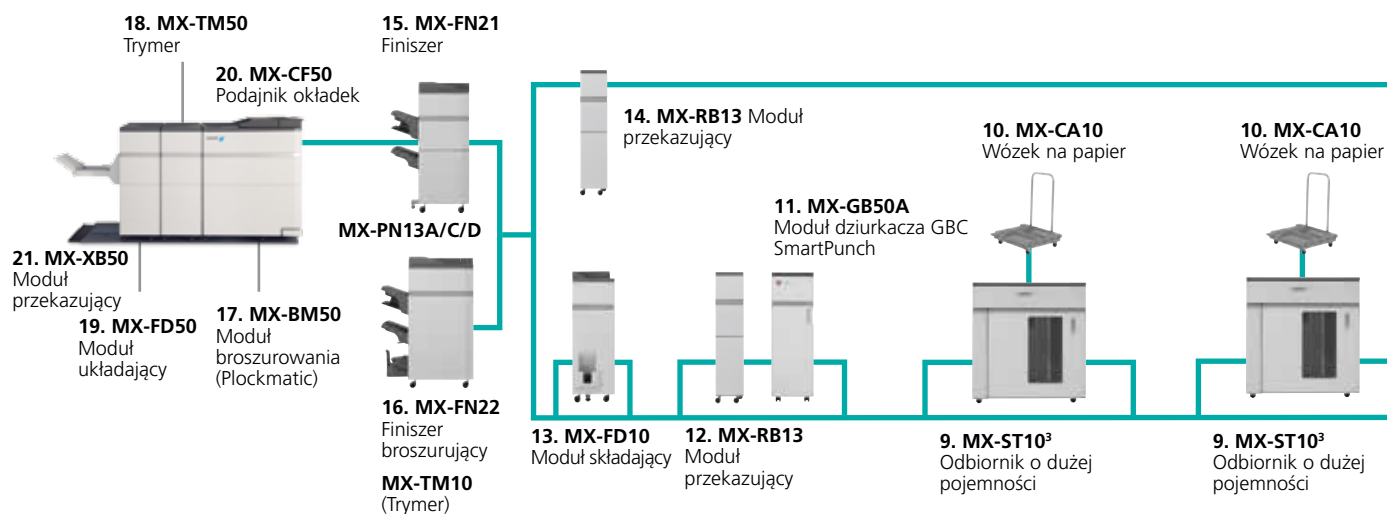 18. MX-TM50
Trymer
15. MX-FN21
Finiszer
20. MX-CF50
Podajnik okładek
14. MX-RB13 Moduł
przekazujący
10. MX-CA10
Wózek na papier
10. MX-CA10
Wózek na papier
11. MX-GB50A
Moduł dziurkacza GBC
SmartPunch
MX-PN13A/C/D
21. MX-XB50
Moduł
przekazujący
19. MX-FD50
Moduł
układający
17. MX-BM50
Moduł
broszurowania
(Plockmatic)
16. MX-FN22
Finiszer
broszurujący
MX-TM10
(Trymer)
13. MX-FD10
Moduł składający
12. MX-RB13
Moduł
przekazujący
9. MX-ST10³
Odbiornik o dużej
pojemności
9. MX-ST10³
Odbiornik o dużej
pojemności